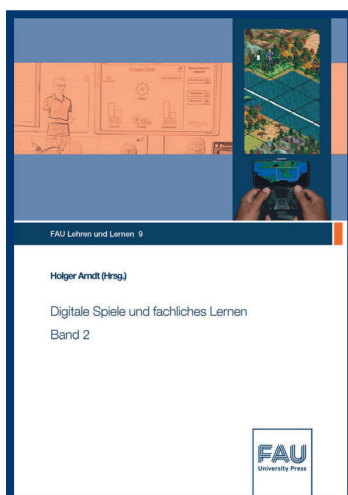 FAU Lehren und Lernen 9
Holger Arndt (Hrsg.)
Digitale Spiele und fachliches Lernen
Band 2
FAU
University Press